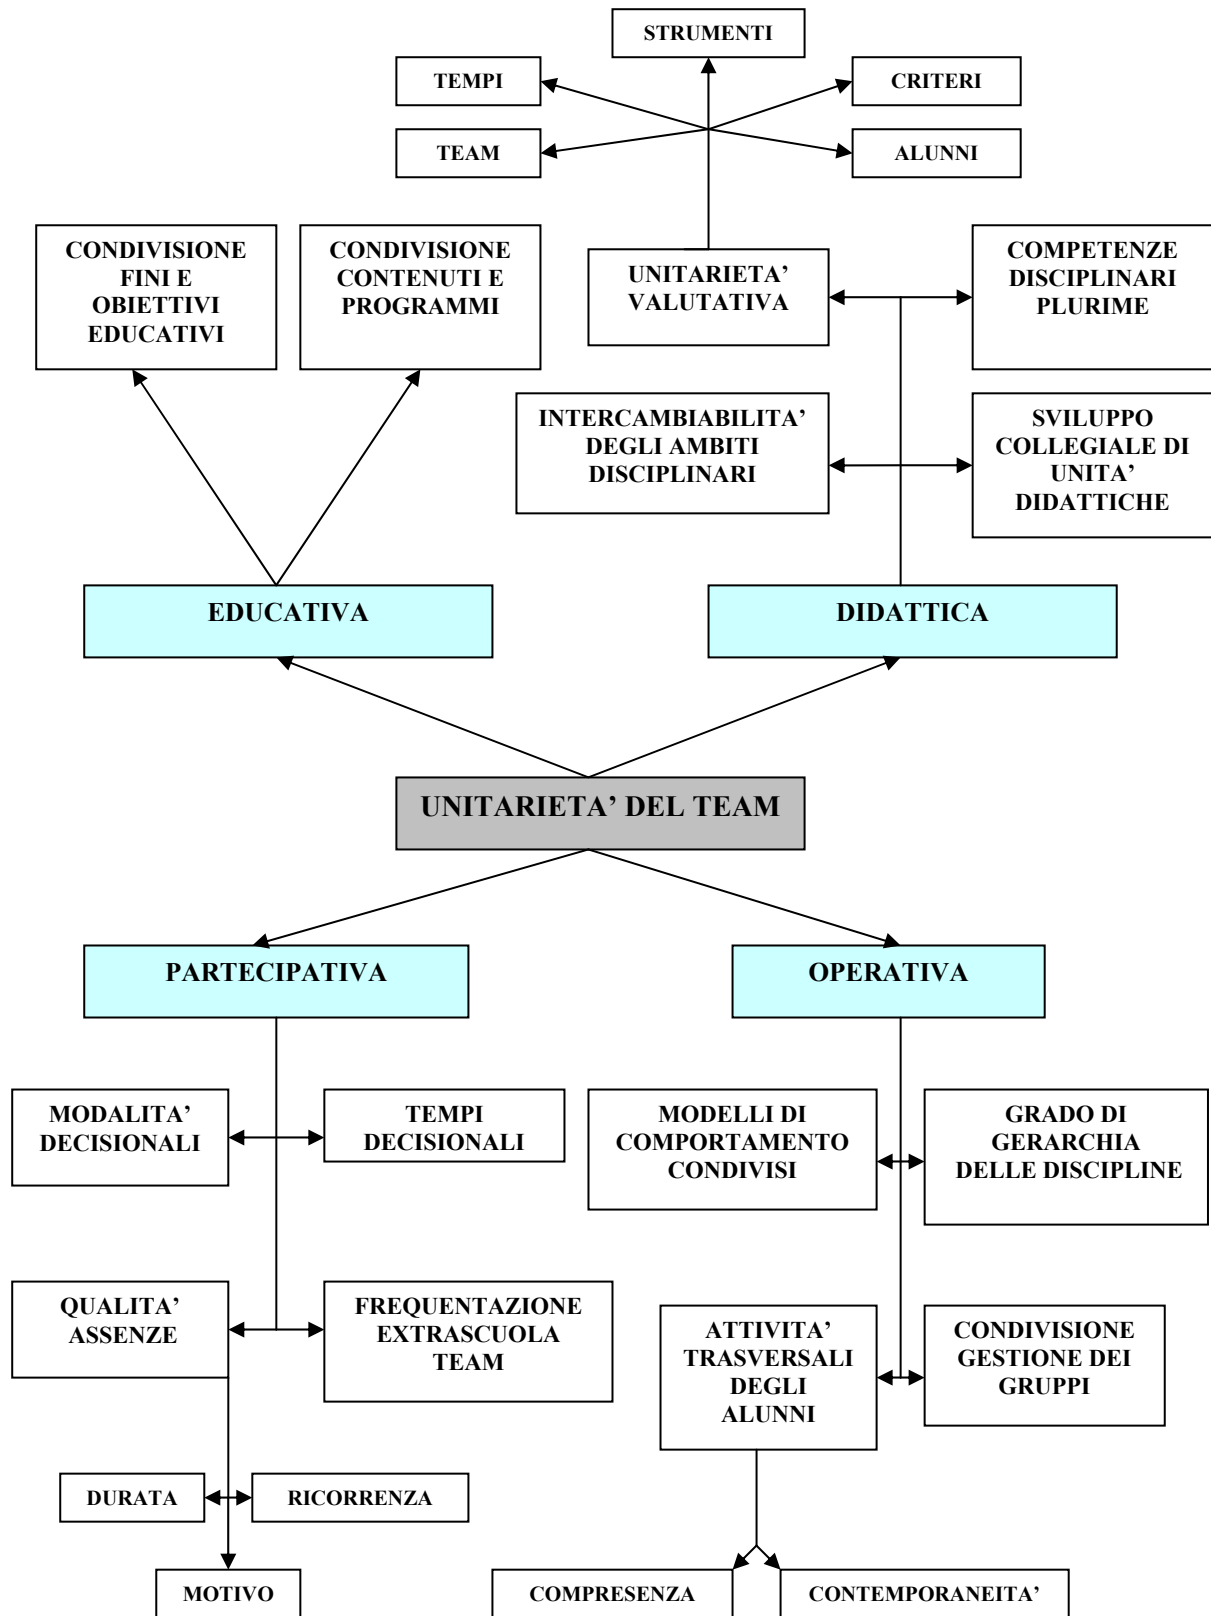 STRUMENTI
TEMPI
CRITERI
TEAM
ALUNNI
CONDIVISIONE
FINI E
OBIETTIVI
EDUCATIVI
CONDIVISIONE
CONTENUTI E
PROGRAMMI
UNITARIETA’
VALUTATIVA
COMPETENZE
DISCIPLINARI
PLURIME
INTERCAMBIABILITA’
DEGLI AMBITI
DISCIPLINARI
SVILUPPO
COLLEGIALE DI
UNITA’
DIDATTICHE
EDUCATIVA
DIDATTICA
UNITARIETA’ DEL TEAM
PARTECIPATIVA
OPERATIVA
MODALITA’
DECISIONALI
TEMPI
DECISIONALI
MODELLI DI
COMPORTAMENTO
CONDIVISI
GRADO DI
GERARCHIA
DELLE DISCIPLINE
QUALITA’
ASSENZE
FREQUENTAZIONE
EXTRASCUOLA
TEAM
ATTIVITA’
TRASVERSALI
DEGLI
ALUNNI
CONDIVISIONE
GESTIONE DEI
GRUPPI
DURATA
RICORRENZA
MOTIVO
COMPRESENZA
CONTEMPORANEITA’